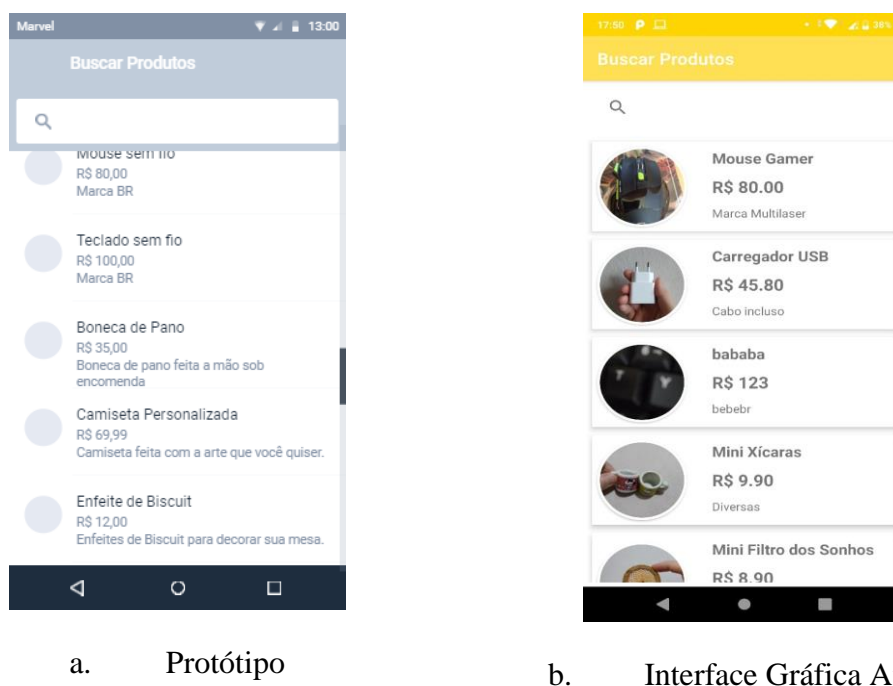 Marvel 13:00
Buscar Produtos
Mouse sem fio
R$ 80,00
Marca BR
Teclado sem fio
R$ 100,00
Marca BR
Boneca de Pano
R$ 35,00
Boneca de pano feita a mão sob
encomenda
Camiseta Personalizada
R$ 69,99
Camiseta feita com a arte que você quiser.
Enfeite de Biscuit
R$ 12,00
Enfeites de Biscuit para decorar sua mesa.
a. Protótipo
17:50 38%
Buscar Produtos
Mouse Gamer
R$ 80.00
Marca Multilaser
Carregador USB
R$ 45.80
Cabo incluso
bababa
R$ 123
bebebr
Mini Xícaras
R$ 9.90
Diversas
Mini Filtro dos Sonhos
R$ 8.90
b. Interface Gráfica A